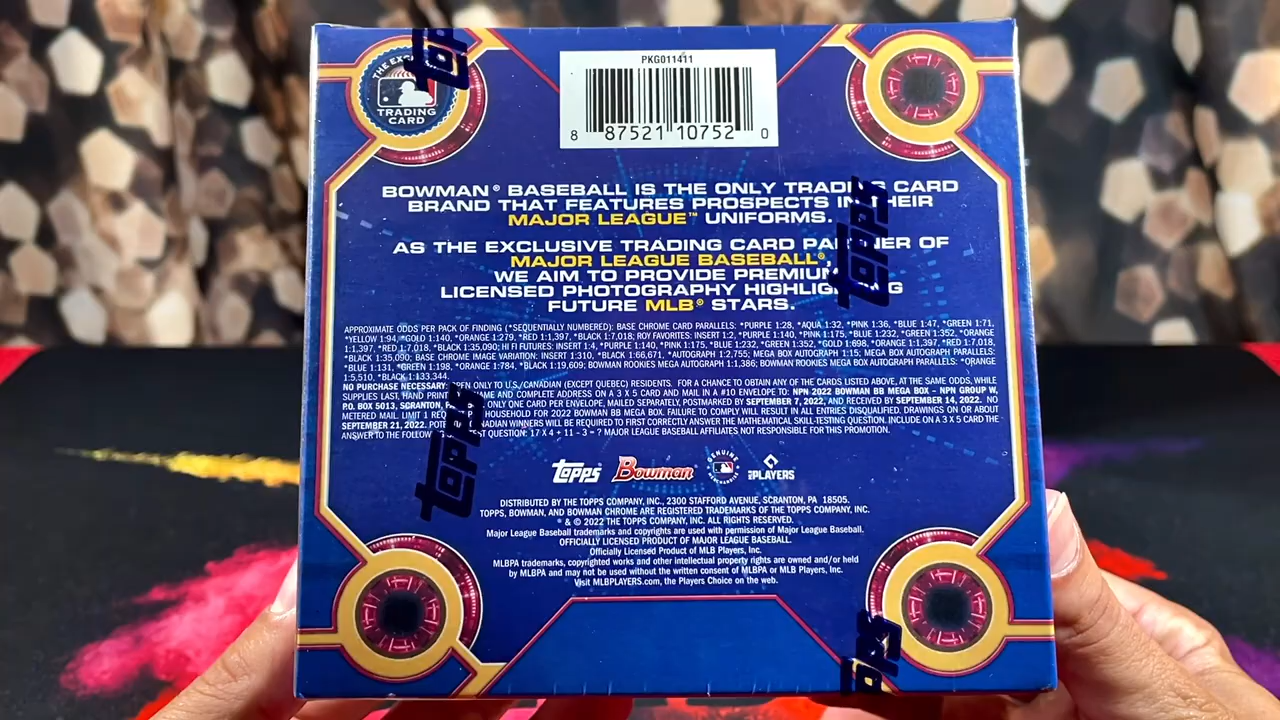 THE EXC
TRADING
CARD
Topps
PKG011411
8 87521 10752 0
BOWMAN® BASEBALL IS THE ONLY TRADI CARD
BRAND THAT FEATURES PROSPECTS IN THEIR
MAJOR LEAGUE™ UNIFORMS.
AS THE EXCLUSIVE TRADING CARD PA NER OF
MAJOR LEAGUE BASEBALL®,
WE AIM TO PROVIDE PREMIUM
LICENSED PHOTOGRAPHY HIGHLIG NG
FUTURE MLB® STARS.
Topps
APPROXIMATE ODDS PER PACK OF FINDING (*SEQUENTIALLY NUMBERED): BASE CHROME CARD PARALLELS: *PURPLE 1:28, *AQUA 1:32, *PINK 1:36, *BLUE 1:47, *GREEN 1:71,
*YELLOW 1:94, *GOLD 1:140, *ORANGE 1:279, *RED 1:1,397, *BLACK 1:7,018; ROY FAVORITES: INSERT 1:2, *PURPLE 1:140, *PINK 1:175, *BLUE 1:232, *GREEN 1:352, *ORANGE
1:1,397, *RED 1:7,018, *BLACK 1:35,090; HI FI FUTURES: INSERT 1:4, *PURPLE 1:140, *PINK 1:175, *BLUE 1:232, *GREEN 1:352, *GOLD 1:698, *ORANGE 1:1,397, *RED 1:7,018,
*BLACK 1:35,090; BASE CHROME IMAGE VARIATION: INSERT 1:310, *BLACK 1:66,671, *AUTOGRAPH 1:2,755; MEGA BOX AUTOGRAPH 1:15; MEGA BOX AUTOGRAPH PARALLELS:
*BLUE 1:131, *GREEN 1:198, *ORANGE 1:784, *BLACK 1:19,609; BOWMAN ROOKIES MEGA AUTOGRAPH 1:1,386; BOWMAN ROOKIES MEGA BOX AUTOGRAPH PARALLELS: *ORANGE
1:5,510, *BLACK 1:133,344.
NO PURCHASE NECESSARY: OPEN ONLY TO U.S./CANADIAN (EXCEPT QUEBEC) RESIDENTS. FOR A CHANCE TO OBTAIN ANY OF THE CARDS LISTED ABOVE, AT THE SAME ODDS, WHILE
SUPPLIES LAST, HAND PRINT NAME AND COMPLETE ADDRESS ON A 3 X 5 CARD AND MAIL IN A #10 ENVELOPE TO: NPN 2022 BOWMAN BB MEGA BOX – NPN GROUP W,
P.O. BOX 5013, SCRANTON, ONLY ONE CARD PER ENVELOPE, MAILED SEPARATELY, POSTMARKED BY SEPTEMBER 7, 2022, AND RECEIVED BY SEPTEMBER 14, 2022. NO
METERED MAIL. LIMIT 1 REQ HOUSEHOLD FOR 2022 BOWMAN BB MEGA BOX. FAILURE TO COMPLY WILL RESULT IN ALL ENTRIES DISQUALIFIED. DRAWINGS ON OR ABOUT
SEPTEMBER 21, 2022. POTE ANADIAN WINNERS WILL BE REQUIRED TO FIRST CORRECTLY ANSWER THE MATHEMATICAL SKILL-TESTING QUESTION. INCLUDE ON A 3 X 5 CARD THE
ANSWER TO THE FOLLOW ST QUESTION: 17 X 4 + 11 – 3 = ? MAJOR LEAGUE BASEBALL AFFILIATES NOT RESPONSIBLE FOR THIS PROMOTION.
Topps
Topps Bowman GENUINE MERCHANDISE MLB PLAYERS
DISTRIBUTED BY THE TOPPS COMPANY, INC., 2300 STAFFORD AVENUE, SCRANTON, PA 18505.
TOPPS, BOWMAN, AND BOWMAN CHROME ARE REGISTERED TRADEMARKS OF THE TOPPS COMPANY, INC.
® & © 2022 THE TOPPS COMPANY, INC. ALL RIGHTS RESERVED.
Major League Baseball trademarks and copyrights are used with permission of Major League Baseball.
OFFICIALLY LICENSED PRODUCT OF MAJOR LEAGUE BASEBALL.
Officially Licensed Product of MLB Players, Inc.
MLBPA trademarks, copyrighted works and other intellectual property rights are owned and/or held
by MLBPA and may not be used without the written consent of MLBPA or MLB Players, Inc.
Visit MLBPLAYERS.com, the Players Choice on the web.
Topps